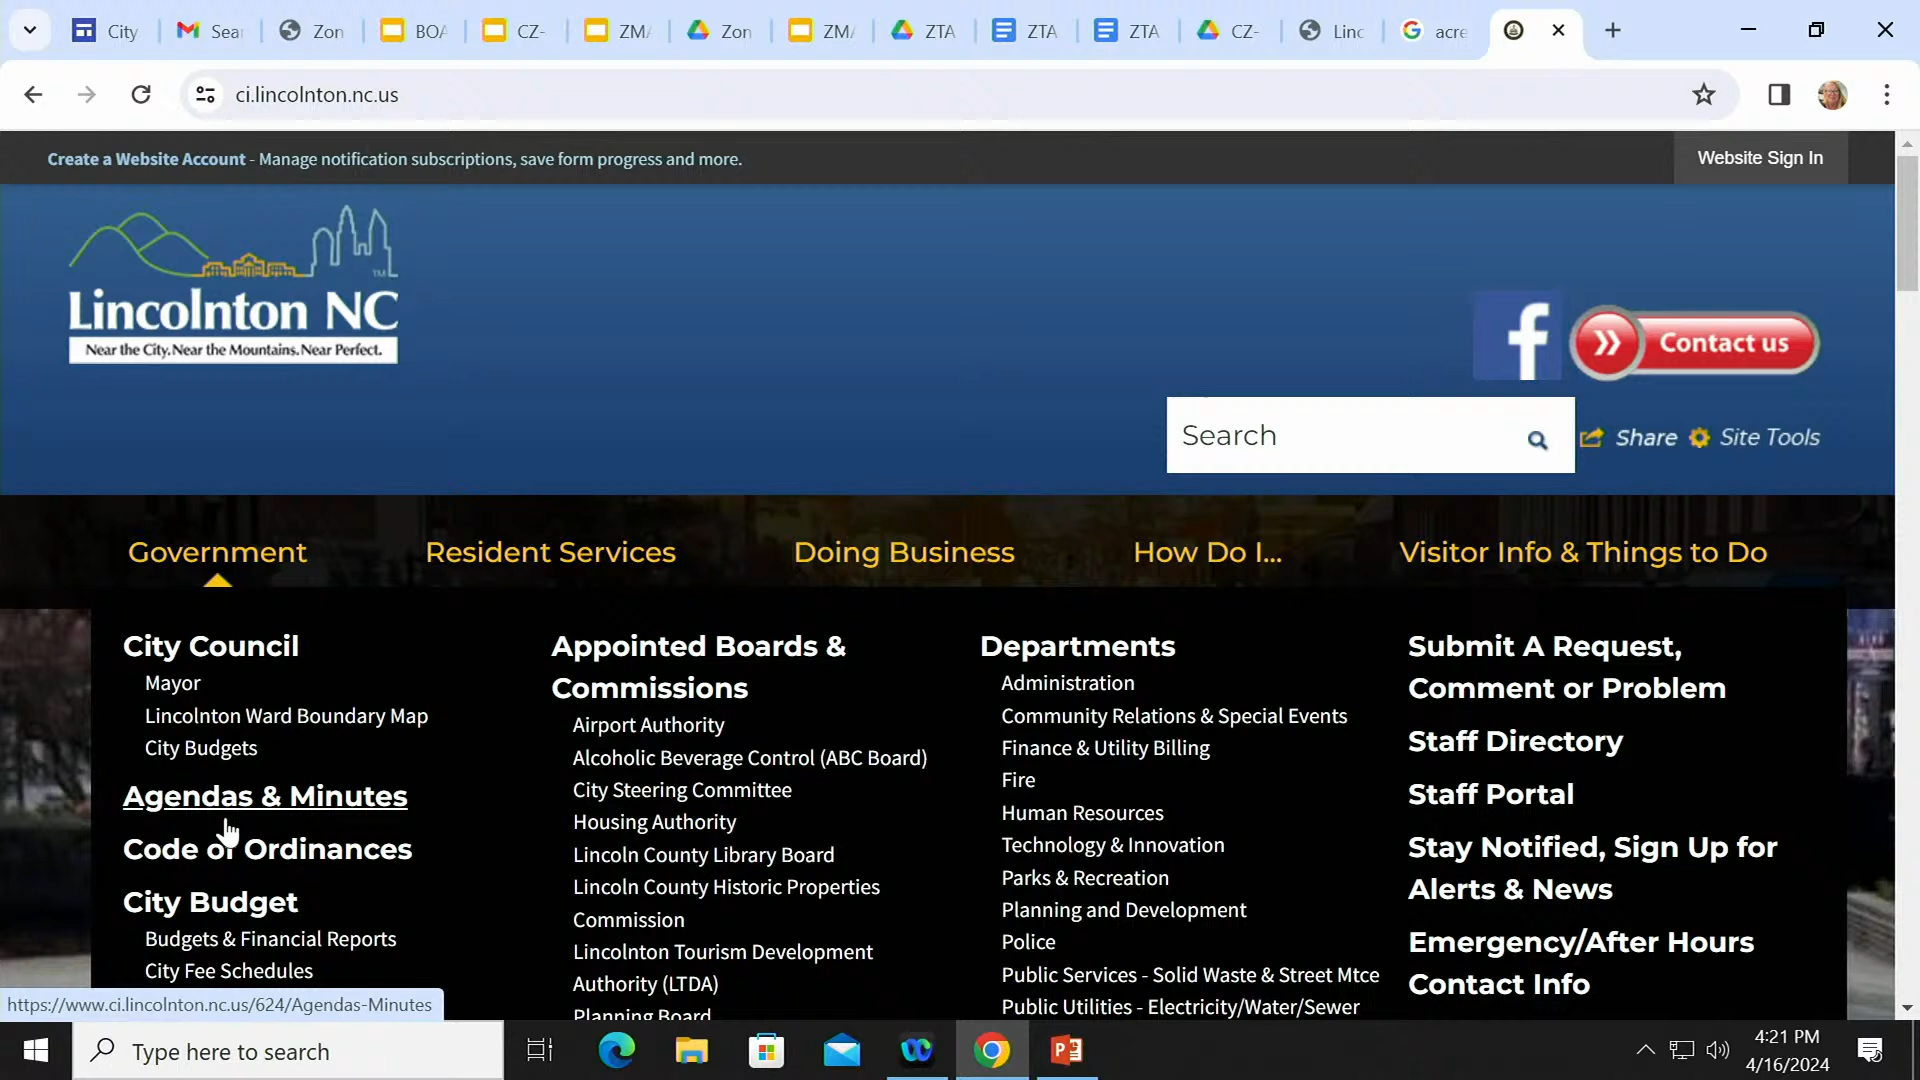 City
Sear
Zon
BOA
CZ-
ZMA
Zon
ZMA
ZTA
ZTA
ZTA
CZ-
Linc
acre
ci.lincolnton.nc.us
Create a Website Account - Manage notification subscriptions, save form progress and more.
Website Sign In
TM
Lincolnton NC
Near the City. Near the Mountains. Near Perfect.
f
Contact us
Search
Share
Site Tools
Government
Resident Services
Doing Business
How Do I...
Visitor Info & Things to Do
City Council
Mayor
Lincolnton Ward Boundary Map
City Budgets
Agendas & Minutes
Code of Ordinances
City Budget
Budgets & Financial Reports
City Fee Schedules
Appointed Boards &
Commissions
Airport Authority
Alcoholic Beverage Control (ABC Board)
City Steering Committee
Housing Authority
Lincoln County Library Board
Lincoln County Historic Properties
Commission
Lincolnton Tourism Development
Authority (LTDA)
Planning Board
Departments
Administration
Community Relations & Special Events
Finance & Utility Billing
Fire
Human Resources
Technology & Innovation
Parks & Recreation
Planning and Development
Police
Public Services - Solid Waste & Street Mtce
Public Utilities - Electricity/Water/Sewer
Submit A Request,
Comment or Problem
Staff Directory
Staff Portal
Stay Notified, Sign Up for
Alerts & News
Emergency/After Hours
Contact Info
https://www.ci.lincolnton.nc.us/624/Agendas-Minutes
Type here to search
4:21 PM
4/16/2024